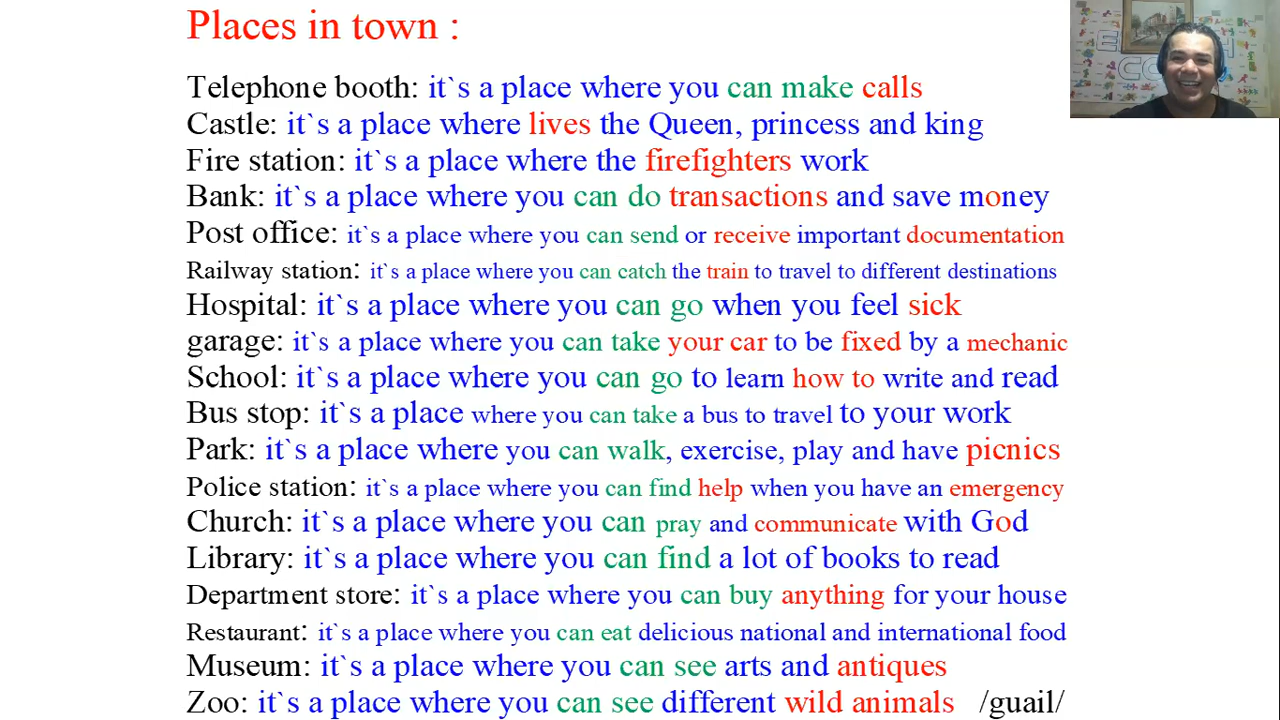 Places in town :
Telephone booth: it`s a place where you can make calls
Castle: it`s a place where lives the Queen, princess and king
Fire station: it`s a place where the firefighters work
Bank: it`s a place where you can do transactions and save money
Post office: it`s a place where you can send or receive important documentation
Railway station: it`s a place where you can catch the train to travel to different destinations
Hospital: it`s a place where you can go when you feel sick
garage: it`s a place where you can take your car to be fixed by a mechanic
School: it`s a place where you can go to learn how to write and read
Bus stop: it`s a place where you can take a bus to travel to your work
Park: it`s a place where you can walk, exercise, play and have picnics
Police station: it`s a place where you can find help when you have an emergency
Church: it`s a place where you can pray and communicate with God
Library: it`s a place where you can find a lot of books to read
Department store: it`s a place where you can buy anything for your house
Restaurant: it`s a place where you can eat delicious national and international food
Museum: it`s a place where you can see arts and antiques
Zoo: it`s a place where you can see different wild animals /guail/